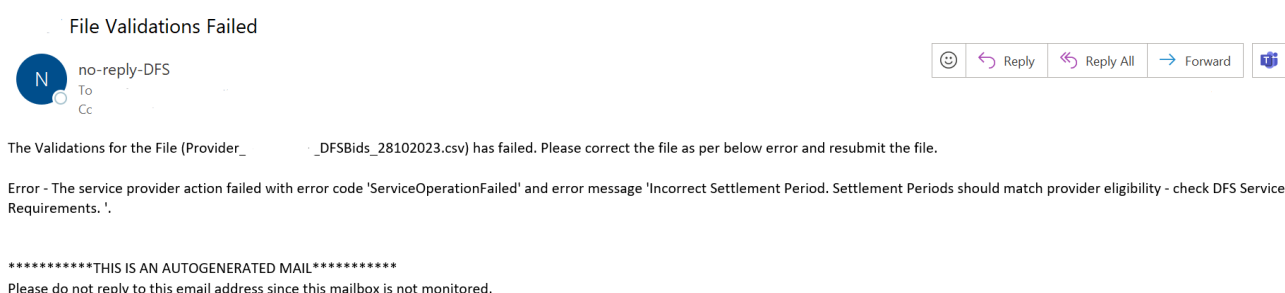 File Validations Failed
N
no-reply-DFS
Reply
Reply All
Forward
To
Cc
The Validations for the File (Provider_ _DFSBids_28102023.csv) has failed. Please correct the file as per below error and resubmit the file.
Error - The service provider action failed with error code 'ServiceOperationFailed' and error message 'Incorrect Settlement Period. Settlement Periods should match provider eligibility - check DFS Service
Requirements. '.
***********THIS IS AN AUTOGENERATED MAIL***********
Please do not reply to this email address since this mailbox is not monitored.